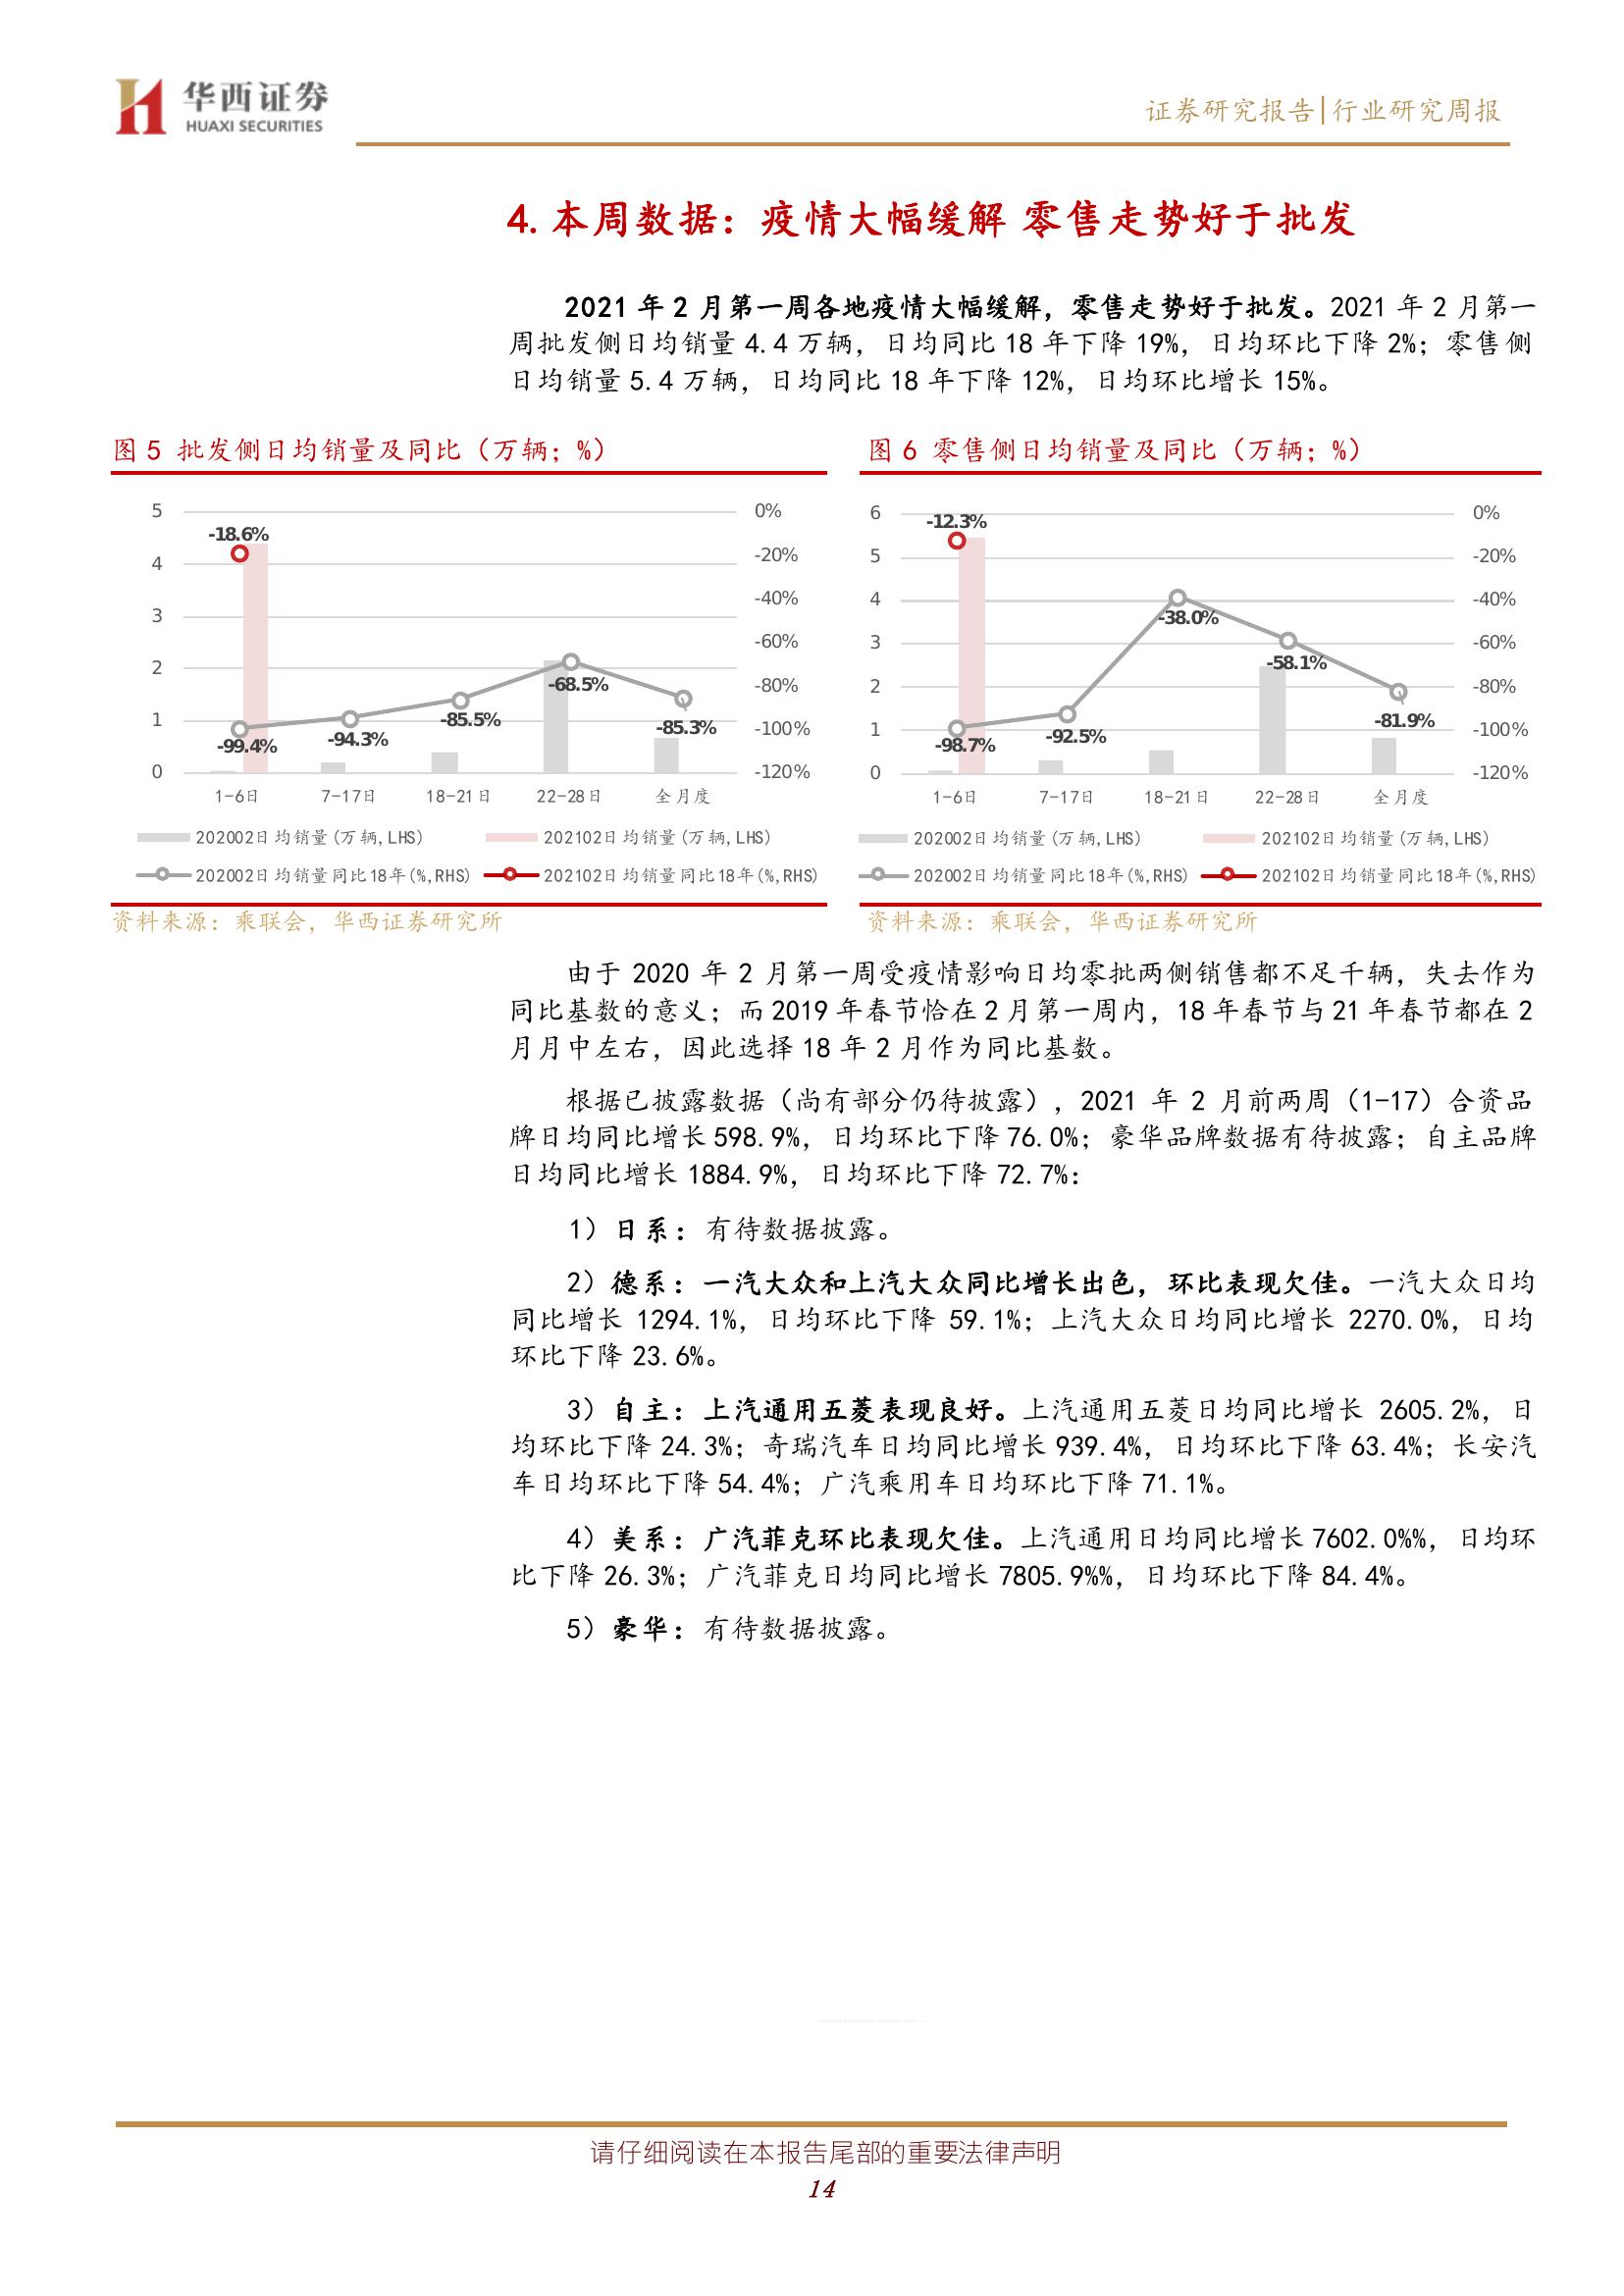 华西证券
HUAXI SECURITIES
证券研究报告|行业研究周报
4. 本周数据：疫情大幅缓解 零售走势好于批发
2021 年 2 月第一周各地疫情大幅缓解，零售走势好于批发。2021 年 2 月第一
周批发侧日均销量 4.4 万辆，日均同比 18 年下降 19%，日均环比下降 2%；零售侧
日均销量 5.4 万辆，日均同比 18 年下降 12%，日均环比增长 15%。
图 5 批发侧日均销量及同比（万辆；%）
5
4
3
2
1
0
0%
-20%
-40%
-60%
-80%
-100%
-120%
-18.6%
-99.4%
-94.3%
-85.5%
-68.5%
-85.3%
1-6日 7-17日 18-21日 22-28日 全月度
202002日均销量(万辆,LHS) 202102日均销量(万辆,LHS)
202002日均销量同比18年(%,RHS) 202102日均销量同比18年(%,RHS)
资料来源：乘联会，华西证券研究所
图 6 零售侧日均销量及同比（万辆；%）
6
5
4
3
2
1
0
0%
-20%
-40%
-60%
-80%
-100%
-120%
-12.3%
-98.7%
-92.5%
-38.0%
-58.1%
-81.9%
1-6日 7-17日 18-21日 22-28日 全月度
202002日均销量(万辆,LHS) 202102日均销量(万辆,LHS)
202002日均销量同比18年(%,RHS) 202102日均销量同比18年(%,RHS)
资料来源：乘联会，华西证券研究所
由于 2020 年 2 月第一周受疫情影响日均零批两侧销售都不足千辆，失去作为
同比基数的意义；而 2019 年春节恰在 2 月第一周内，18 年春节与 21 年春节都在 2
月月中左右，因此选择 18 年 2 月作为同比基数。
根据已披露数据（尚有部分仍待披露），2021 年 2 月前两周（1-17）合资品
牌日均同比增长 598.9%，日均环比下降 76.0%；豪华品牌数据有待披露；自主品牌
日均同比增长 1884.9%，日均环比下降 72.7%：
1）日系：有待数据披露。
2）德系：一汽大众和上汽大众同比增长出色，环比表现欠佳。一汽大众日均
同比增长 1294.1%，日均环比下降 59.1%；上汽大众日均同比增长 2270.0%，日均
环比下降 23.6%。
3）自主：上汽通用五菱表现良好。上汽通用五菱日均同比增长 2605.2%，日
均环比下降 24.3%；奇瑞汽车日均同比增长 939.4%，日均环比下降 63.4%；长安汽
车日均环比下降 54.4%；广汽乘用车日均环比下降 71.1%。
4）美系：广汽菲克环比表现欠佳。上汽通用日均同比增长 7602.0%%，日均环
比下降 26.3%；广汽菲克日均同比增长 7805.9%%，日均环比下降 84.4%。
5）豪华：有待数据披露。
请仔细阅读在本报告尾部的重要法律声明
14